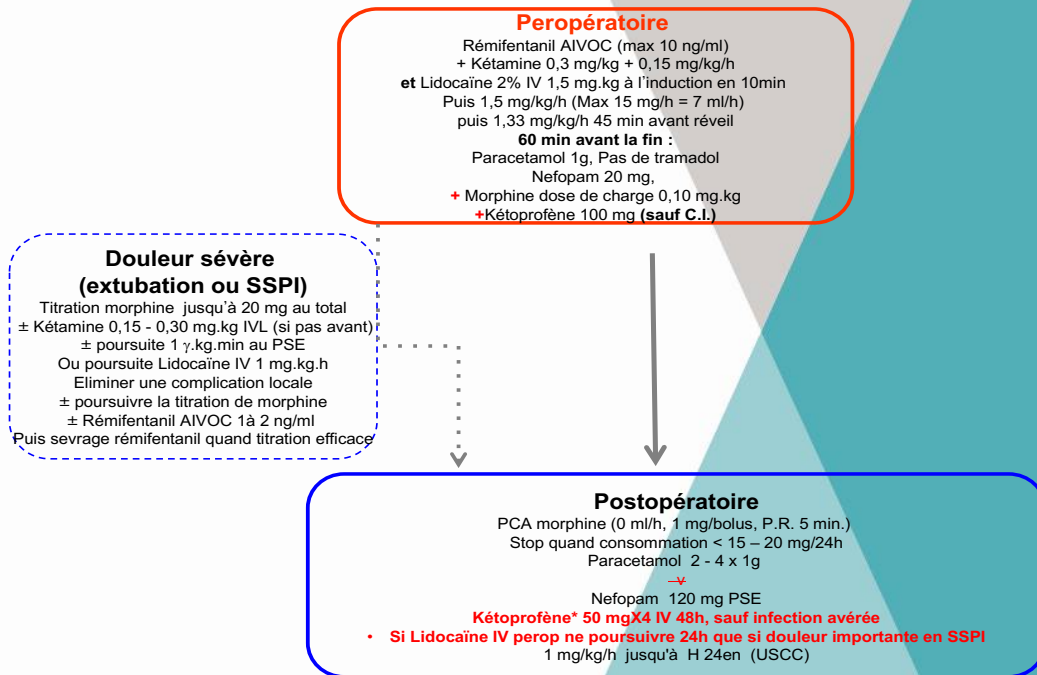 Peropératoire
Rémifentanil AIVOC (max 10 ng/ml)
+ Kétamine 0,3 mg/kg + 0,15 mg/kg/h
et Lidocaïne 2% IV 1,5 mg.kg à l'induction en 10min
Puis 1,5 mg/kg/h (Max 15 mg/h = 7 ml/h)
puis 1,33 mg/kg/h 45 min avant réveil
60 min avant la fin :
Paracetamol 1g, Pas de tramadol
Nefopam 20 mg,
+ Morphine dose de charge 0,10 mg.kg
+Kétoprofène 100 mg (sauf C.I.)
Douleur sévère
(extubation ou SSPI)
Titration morphine jusqu'à 20 mg au total
± Kétamine 0,15 - 0,30 mg.kg IVL (si pas avant)
± poursuite 1 γ.kg.min au PSE
Ou poursuite Lidocaïne IV 1 mg.kg.h
Eliminer une complication locale
± poursuivre la titration de morphine
± Rémifentanil AIVOC 1à 2 ng/ml
Puis sevrage rémifentanil quand titration efficace
Postopératoire
PCA morphine (0 ml/h, 1 mg/bolus, P.R. 5 min.)
Stop quand consommation < 15 – 20 mg/24h
Paracetamol 2 - 4 x 1g
v
Nefopam 120 mg PSE
Kétoprofène* 50 mgX4 IV 48h, sauf infection avérée
• Si Lidocaïne IV perop ne poursuivre 24h que si douleur importante en SSPI
1 mg/kg/h jusqu'à H 24en (USCC)